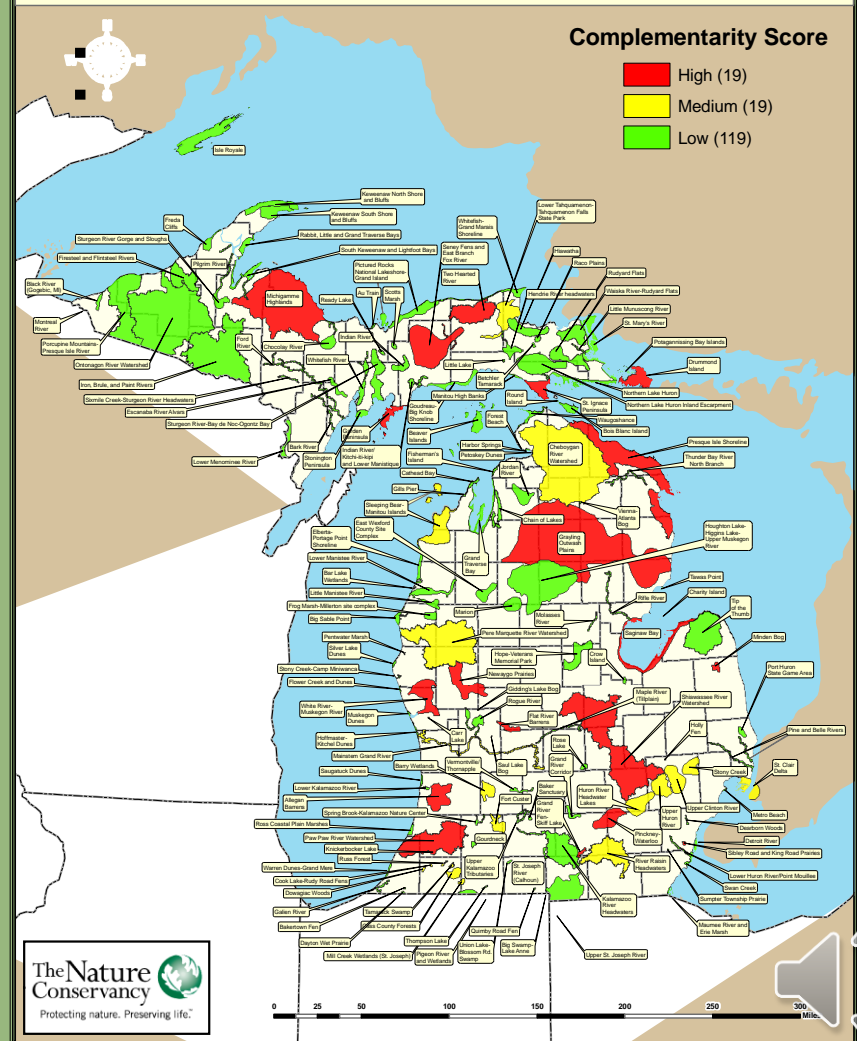 Complementarity Score
High (19)
Medium (19)
Low (119)
Isle Royale
Keweenaw North Shore
and Bluffs
Keweenaw South Shore
and Bluffs
Freda
Cliffs
Rabbit, Little and Grand Traverse Bays
Sturgeon River Gorge and Sloughs
South Keweenaw and Lightfoot Bays
Firesteel and Flintsteel Rivers
Pilgrim River
Black River
(Gogebic, MI)
Montreal
River
Porcupine Mountains-
Presque Isle River
Ontonagon River Watershed
Iron, Brule, and Paint Rivers
Sixmile Creek-Sturgeon River Headwaters
Escanaba River Alvars
Sturgeon River-Bay de Noc-Ogontz Bay
Lower Menominee River
Michigamme
Highlands
Ford
River
Chocolay River
Whitefish River
Indian River
Ready Lake
Au Train
Scotts
Marsh
Pictured Rocks
National Lakeshore-
Grand Island
Seney Fens and
East Branch
Fox River
Two Hearted
River
Whitefish-
Grand Marais
Shoreline
Lower Tahquamenon-
Tahquamenon Falls
State Park
Hiawatha
Raco Plains
Rudyard Flats
Hendrie River headwaters
Waiska River-Rudyard Flats
Little Munuscong River
St. Mary's River
Potagannissing Bay Islands
Drummond
Island
Northern Lake Huron
Northern Lake Huron Inland Escarpment
St. Ignace
Peninsula
Waugoshance
Bois Blanc Island
Round
Island
Little Lake
Betchler
Tamarack
Manitou High Banks
Goudreau-
Big Knob
Shoreline
Bark River
Stonington
Peninsula
Garden
Peninsula
Indian River/
Kitchi-iti-kipi
and Lower Manistique
Beaver
Islands
Forest
Beach
Fisherman's
Island
Harbor Springs
Petoskey Dunes
Jordan
River
Cheboygan
River
Watershed
Presque Isle Shoreline
Thunder Bay River
North Branch
Cathead Bay
Gills Pier
Sleeping Bear-
Manitou Islands
East Wexford
County Site
Complex
Chain of Lakes
Vienna-
Atlanta
Bog
Grayling
Outwash
Plains
Houghton Lake-
Higgins Lake-
Upper Muskegon
River
Elberta-
Portage Point
Shoreline
Grand
Traverse
Bay
Lower Manistee River
Bar Lake
Wetlands
Little Manistee River
Frog Marsh-Millerton site complex
Big Sable Point
Marion
Molasses
River
Rifle River
Tawas Point
Charity Island
Tip
of the
Thumb
Saginaw Bay
Minden Bog
Pere Marquette River Watershed
Pentwater Marsh
Silver Lake
Dunes
Stony Creek-Camp Miniwanca
Flower Creek and Dunes
Hope-Veterans
Memorial Park
Crow
Island
Newaygo Prairies
Port Huron
State Game Area
White River-
Muskegon River
Muskegon
Dunes
Gidding's Lake Bog
Rogue River
Maple River
(Tiltplain)
Shiawassee River
Watershed
Flat River
Barrens
Hoffmaster-
Kitchel Dunes
Mainstem Grand River
Carr
Lake
Saul Lake
Bog
Rose
Lake
Grand
River
Corridor
Holly
Fen
Pine and Belle Rivers
Stony Creek
St. Clair
Delta
Barry Wetlands
Vermontville/
Thornapple
Saugatuck Dunes
Lower Kalamazoo River
Allegan
Barrens
Fort Custer
Baker
Sanctuary
Huron River
Headwater
Lakes
Upper Clinton River
Metro Beach
Spring Brook-Kalamazoo Nature Center
Ross Coastal Plain Marshes
Paw Paw River Watershed
Knickerbocker Lake
Russ Forest
Warren Dunes-Grand Mere
Cook Lake-Rudy Road Fens
Dowagiac Woods
Gourdneck
Grand
River
Fen-
Skiff Lake
Upper
Huron
River
Dearborn Woods
Detroit River
Sibley Road and King Road Prairies
Pinckney-
Waterloo
River Raisin
Headwaters
Lower Huron River/Point Mouillee
Swan Creek
Sumpter Township Prairie
Upper
Kalamazoo
Tributaries
St. Joseph
River
(Calhoun)
Kalamazoo
River
Headwaters
Galien River
Bakertown Fen
Dayton Wet Prairie
Tamarack Swamp
Cass County Forests
Mill Creek Wetlands (St. Joseph)
Thompson Lake
Pigeon River
and Wetlands
Union Lake-
Blossom Rd.
Swamp
Quimby Road Fen
Big Swamp-
Lake Anne
Upper St. Joseph River
Maumee River and
Erie Marsh
The Nature
Conservancy
Protecting nature. Preserving life.™
0 25 50 100 150 200 250 300
Miles